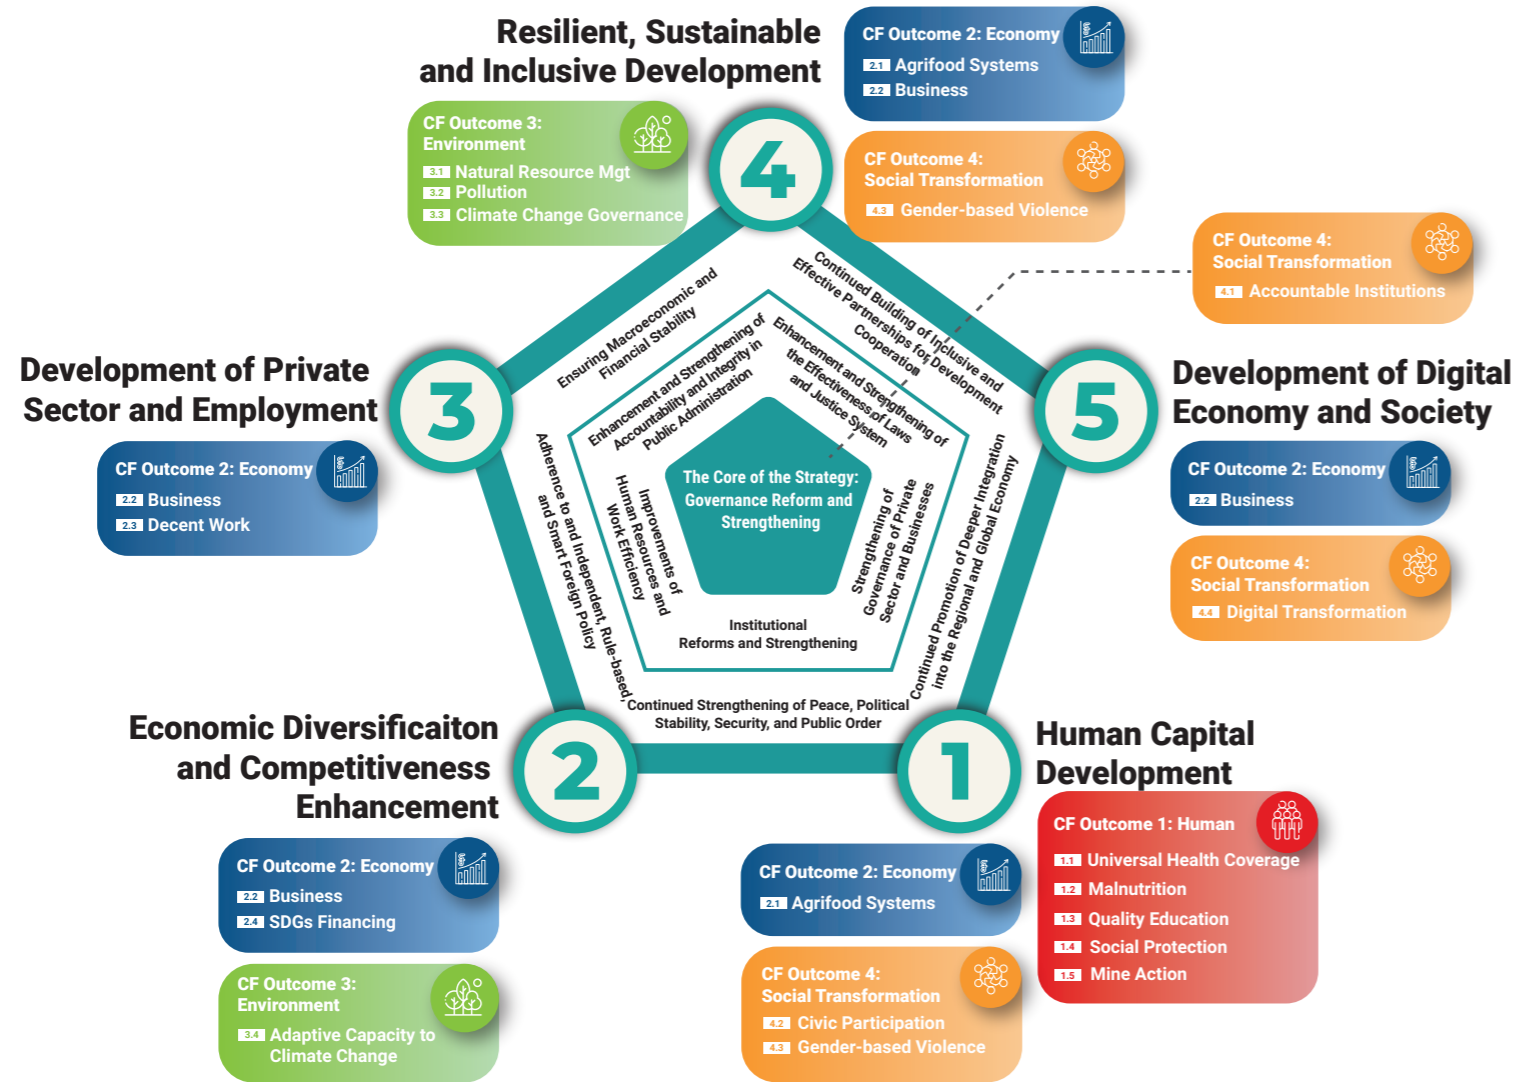 Resilient, Sustainable
and Inclusive Development
CF Outcome 3:
Environment
3.1 Natural Resource Mgt
3.2 Pollution
3.3 Climate Change Governance
4
CF Outcome 2: Economy
2.1 Agrifood Systems
2.2 Business
CF Outcome 4:
Social Transformation
4.3 Gender-based Violence
CF Outcome 4:
Social Transformation
4.1 Accountable Institutions
Development of Private
Sector and Employment
3
CF Outcome 2: Economy
2.2 Business
2.3 Decent Work
5
Development of Digital
Economy and Society
CF Outcome 2: Economy
2.2 Business
CF Outcome 4:
Social Transformation
4.4 Digital Transformation
Ensuring Macroeconomic and
Financial Stability
Continued Building of Inclusive and
Effective Partnerships for Development
Cooperation
Adherence to and Independent, Rule-based,
and Smart Foreign Policy
Continued Promotion of Deeper Integration
into the Regional and Global Economy
Continued Strengthening of Peace, Political
Stability, Security, and Public Order
Enhancement and Strengthening of
Accountability and Integrity in
Public Administration
Enhancement and Strengthening of
the Effectiveness of Laws
and Justice System
Improvements of
Human Resources and
Work Efficiency
Strengthening of
Governance of Private
Sector and Businesses
Institutional
Reforms and Strengthening
The Core of the Strategy:
Governance Reform and
Strengthening
Economic Diversificaiton
and Competitiveness
Enhancement
2
CF Outcome 2: Economy
2.2 Business
2.4 SDGs Financing
CF Outcome 3:
Environment
3.4 Adaptive Capacity to
Climate Change
1
Human Capital
Development
CF Outcome 2: Economy
2.1 Agrifood Systems
CF Outcome 4:
Social Transformation
4.2 Civic Participation
4.3 Gender-based Violence
CF Outcome 1: Human
1.1 Universal Health Coverage
1.2 Malnutrition
1.3 Quality Education
1.4 Social Protection
1.5 Mine Action